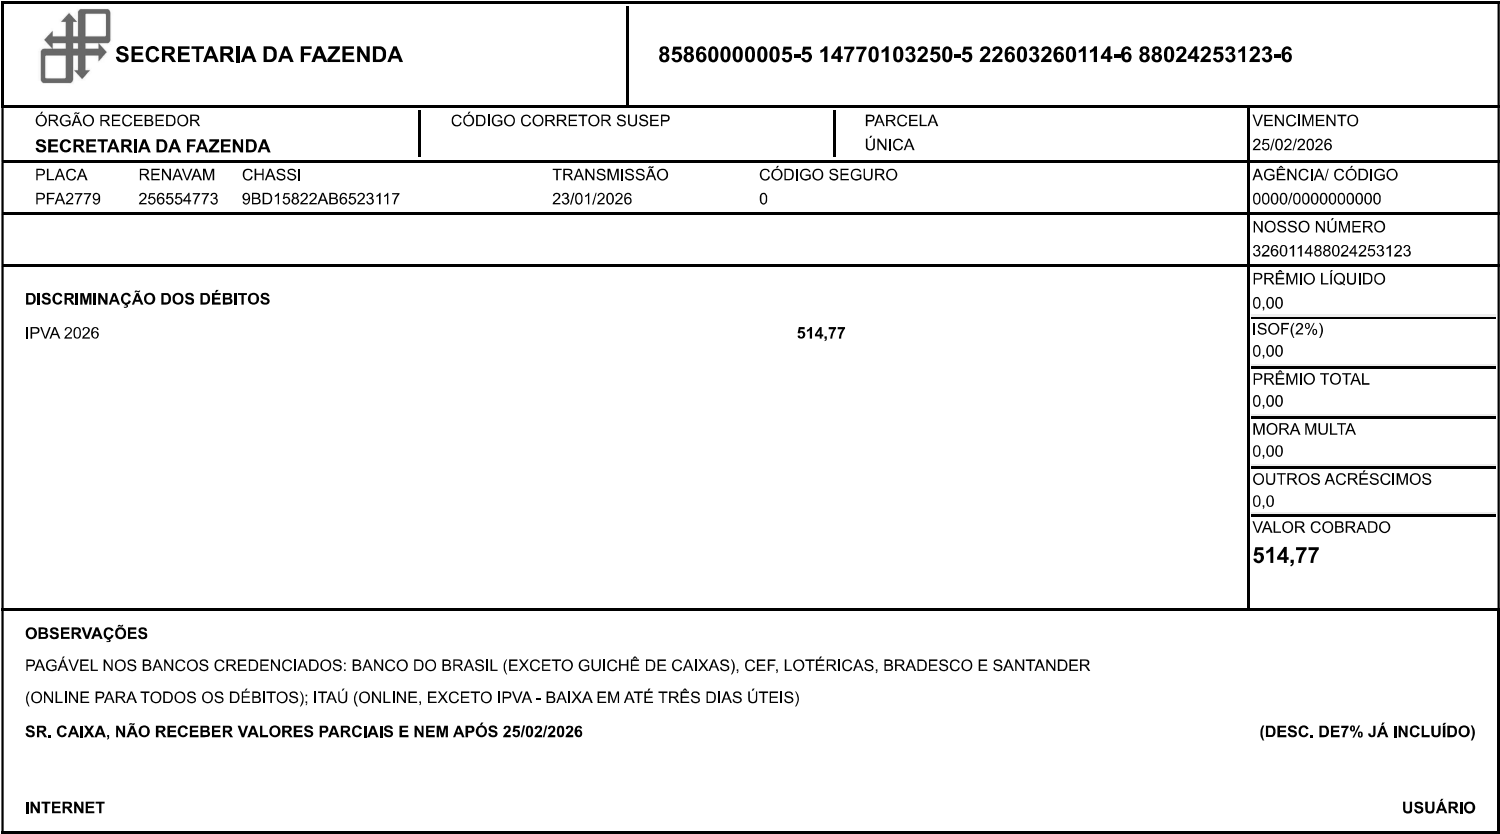 SECRETARIA DA FAZENDA
85860000005-5 14770103250-5 22603260114-6 88024253123-6
ÓRGÃO RECEBEDOR CÓDIGO CORRETOR SUSEP PARCELA VENCIMENTO
SECRETARIA DA FAZENDA ÚNICA 25/02/2026
PLACA RENAVAM CHASSI TRANSMISSÃO CÓDIGO SEGURO AGÊNCIA/ CÓDIGO
PFA2779 256554773 9BD15822AB6523117 23/01/2026 0 0000/0000000000
NOSSO NÚMERO
326011488024253123
DISCRIMINAÇÃO DOS DÉBITOS
IPVA 2026 514,77
PRÊMIO LÍQUIDO
0,00
ISOF(2%)
0,00
PRÊMIO TOTAL
0,00
MORA MULTA
0,00
OUTROS ACRÉSCIMOS
0,0
VALOR COBRADO
514,77
OBSERVAÇÕES
PAGÁVEL NOS BANCOS CREDENCIADOS: BANCO DO BRASIL (EXCETO GUICHÊ DE CAIXAS), CEF, LOTÉRICAS, BRADESCO E SANTANDER
(ONLINE PARA TODOS OS DÉBITOS); ITAÚ (ONLINE, EXCETO IPVA - BAIXA EM ATÉ TRÊS DIAS ÚTEIS)
SR. CAIXA, NÃO RECEBER VALORES PARCIAIS E NEM APÓS 25/02/2026 (DESC. DE7% JÁ INCLUÍDO)
INTERNET USUÁRIO